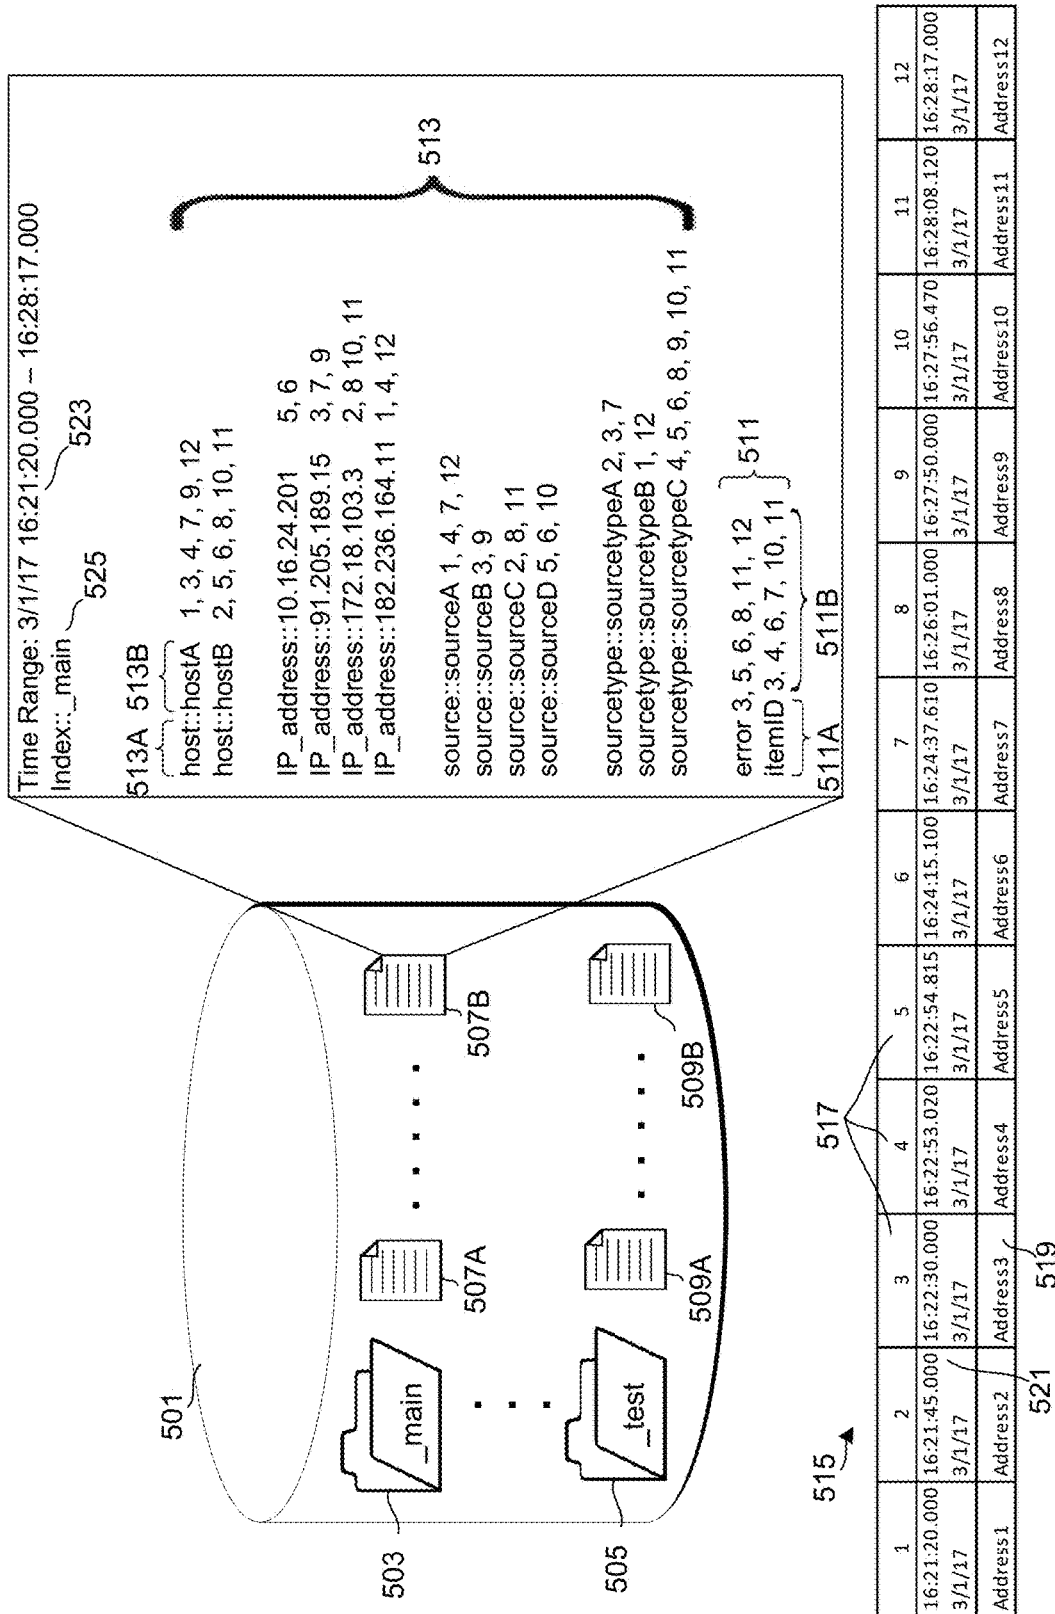 501
503
_main
505
_test
507A
507B
509A
509B
Time Range: 3/1/17 16:21:20.000 – 16:28:17.000
523
Index::_main
525
513A 513B
host::hostA 1, 3, 4, 7, 9, 12
host::hostB 2, 5, 6, 8, 10, 11
IP_address::10.16.24.201 5, 6
IP_address::91.205.189.15 3, 7, 9
IP_address::172.18.103.3 2, 8 10, 11
IP_address::182.236.164.11 1, 4, 12
source::sourceA 1, 4, 7, 12
source::sourceB 3, 9
source::sourceC 2, 8, 11
source::sourceD 5, 6, 10
sourcetype::sourcetypeA 2, 3, 7
sourcetype::sourcetypeB 1, 12
sourcetype::sourcetypeC 4, 5, 6, 8, 9, 10, 11
513
error 3, 5, 6, 8, 11, 12
itemID 3, 4, 6, 7, 10, 11
511
511A 511B
515
517
1 2 3 4 5 6 7 8 9 10 11 12
16:21:20.000 16:21:45.000 16:22:30.000 16:22:53.020 16:22:54.815 16:24:15.100 16:24:37.610 16:26:01.000 16:27:50.000 16:27:56.470 16:28:08.120 16:28:17.000
3/1/17 3/1/17 3/1/17 3/1/17 3/1/17 3/1/17 3/1/17 3/1/17 3/1/17 3/1/17 3/1/17 3/1/17
Address1 Address2 Address3 Address4 Address5 Address6 Address7 Address8 Address9 Address10 Address11 Address12
521
519